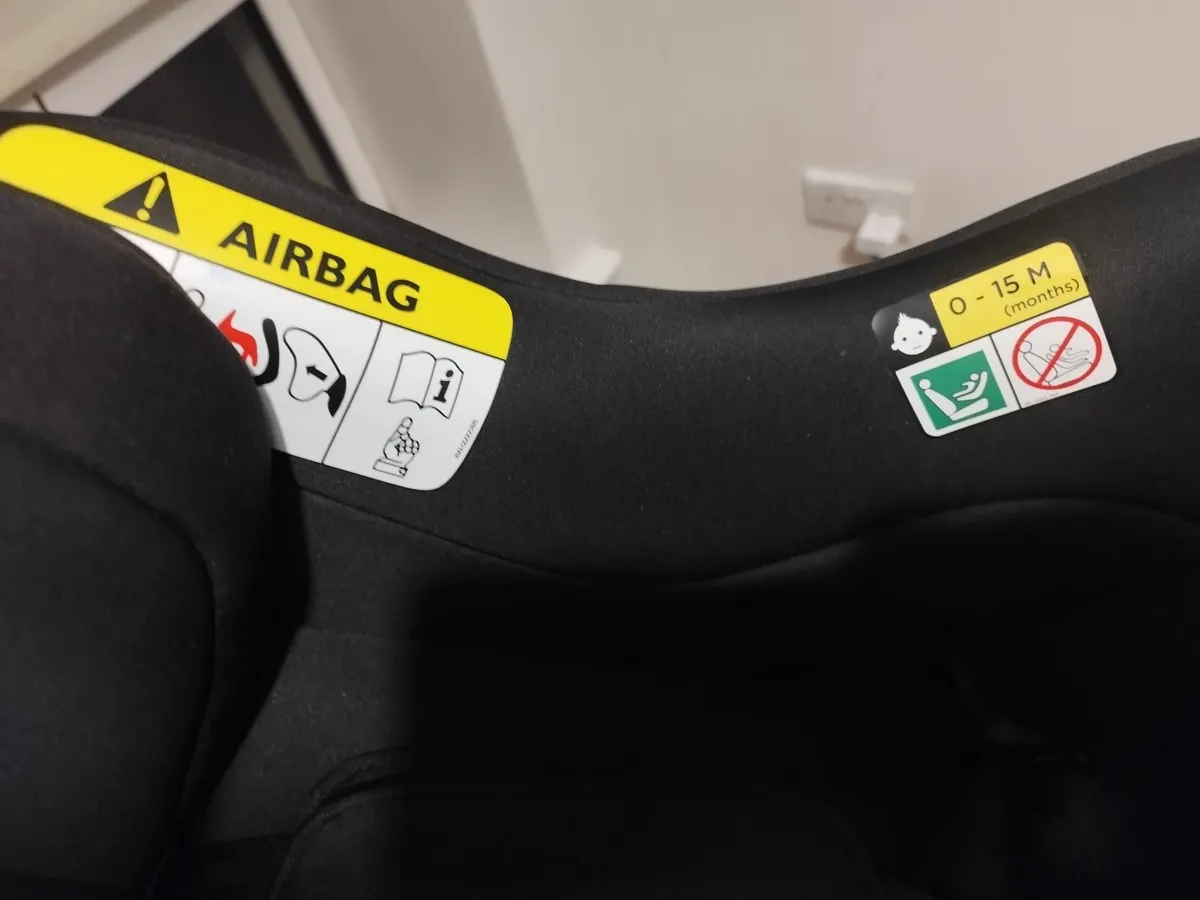 AIRBAG
i
0 - 15 M
(months)